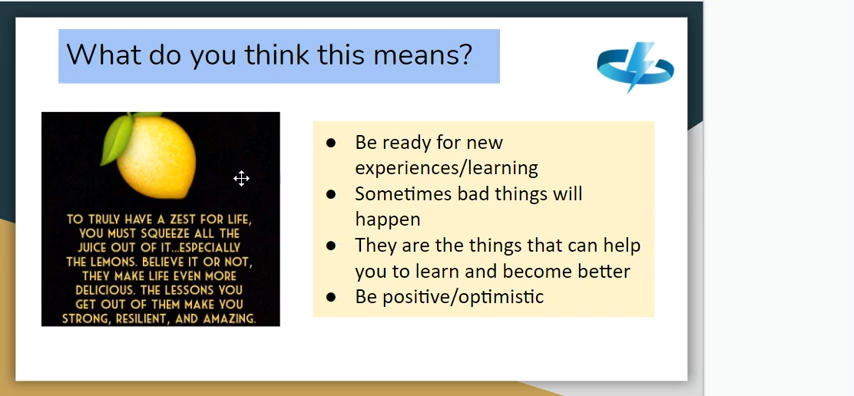 What do you think this means?
TO TRULY HAVE A ZEST FOR LIFE,
YOU MUST SQUEEZE ALL THE
JUICE OUT OF IT...ESPECIALLY
THE LEMONS. BELIEVE IT OR NOT,
THEY MAKE LIFE EVEN MORE
DELICIOUS. THE LESSONS YOU
GET OUT OF THEM MAKE YOU
STRONG, RESILIENT, AND AMAZING.
● Be ready for new
experiences/learning
● Sometimes bad things will
happen
● They are the things that can help
you to learn and become better
● Be positive/optimistic